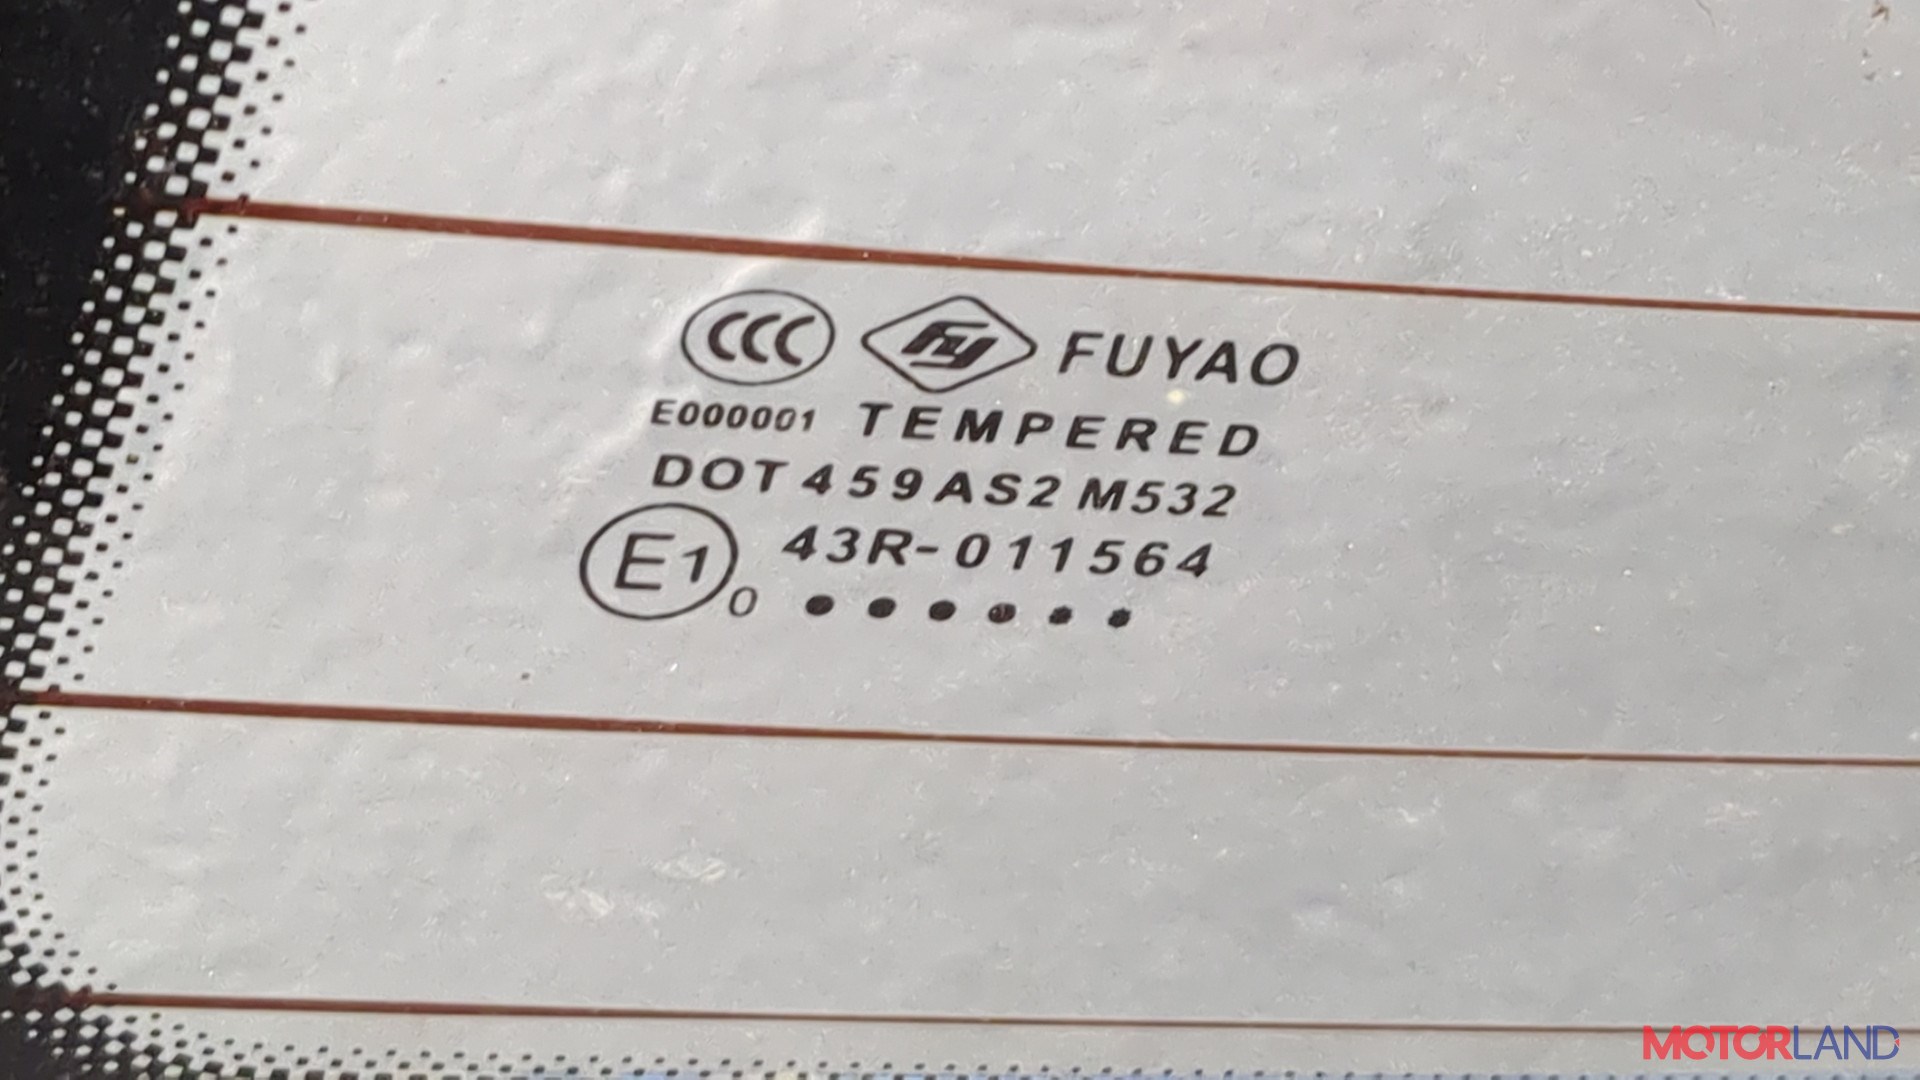 CCC FY FUYAO
E000001 TEMPERED
DOT 459 AS2 M532
E1 43R-011564
0 ● ● ● ● ● ●
MOTORLAND